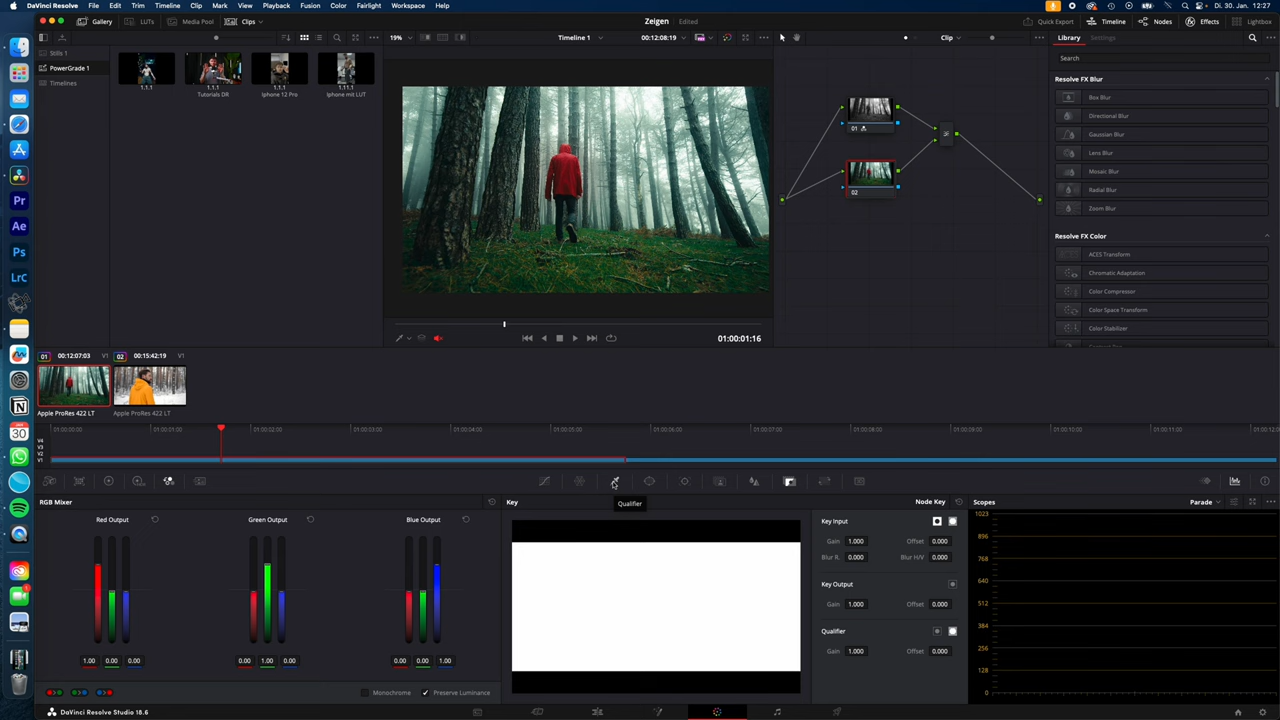 DaVinci Resolve File Edit Trim Timeline Clip Mark View Playback Fusion Color Fairlight Workspace Help Di. 30. Jan. 12:27
Gallery LUTs Media Pool Clips Zeigen Edited Quick Export Timeline Nodes Effects Lightbox
19% Timeline 1 00:12:08:19 Clip Library Settings
Stills 1
PowerGrade 1
Timelines
1.1.1
1.1.1
Tutorials DR
1.1.1
Iphone 12 Pro
1.11.1
Iphone mit LUT
01
02
Search
Resolve FX Blur
Box Blur
Directional Blur
Gaussian Blur
Lens Blur
Mosaic Blur
Radial Blur
Zoom Blur
Resolve FX Color
ACES Transform
Chromatic Adaptation
Color Compressor
Color Space Transform
Color Stabilizer
01:00:01:16
01 00:12:07:03 V1 02 00:15:42:19 V1
Apple ProRes 422 LT Apple ProRes 422 LT
01:00:00:00 01:00:01:00 01:00:02:00 01:00:03:00 01:00:04:00 01:00:05:00 01:00:06:00 01:00:07:00 01:00:08:00 01:00:09:00 01:00:10:00 01:00:11:00
V4
V3
V2
V1
Pr
Ae
Ps
LrC
JAN
30
1
RGB Mixer Key Node Key Scopes Parade
Qualifier
Red Output Green Output Blue Output
1.00 0.00 0.00 0.00 1.00 0.00 0.00 0.00 1.00
Monochrome Preserve Luminance
Key Input
Gain 1.000 Offset 0.000
Blur R. 0.000 Blur H/V 0.000
Key Output
Gain 1.000 Offset 0.000
Qualifier
Gain 1.000 Offset 0.000
1023
896
768
640
512
384
256
128
0
DaVinci Resolve Studio 18.6